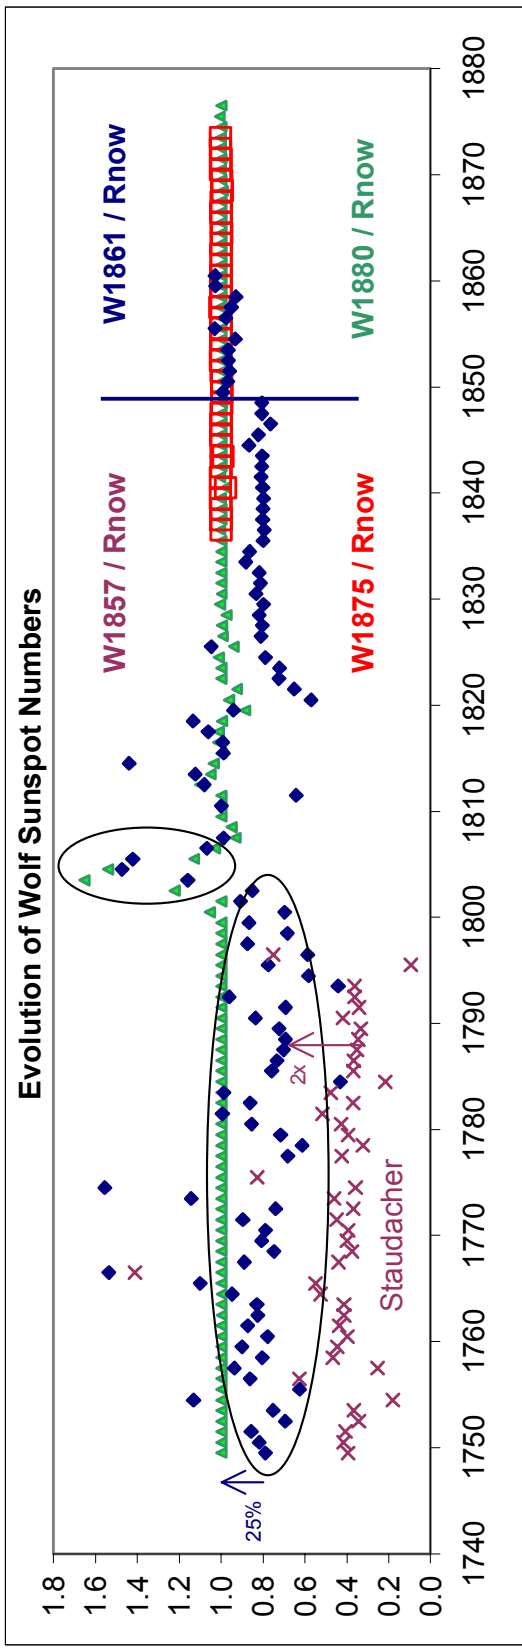 Evolution of Wolf Sunspot Numbers
1.8
1.6
1.4
1.2
1.0
0.8
0.6
0.4
0.2
0.0
W1857 / Rnow
W1861 / Rnow
W1875 / Rnow
W1880 / Rnow
25%
2x
Staudacher
1740 1750 1760 1770 1780 1790 1800 1810 1820 1830 1840 1850 1860 1870 1880